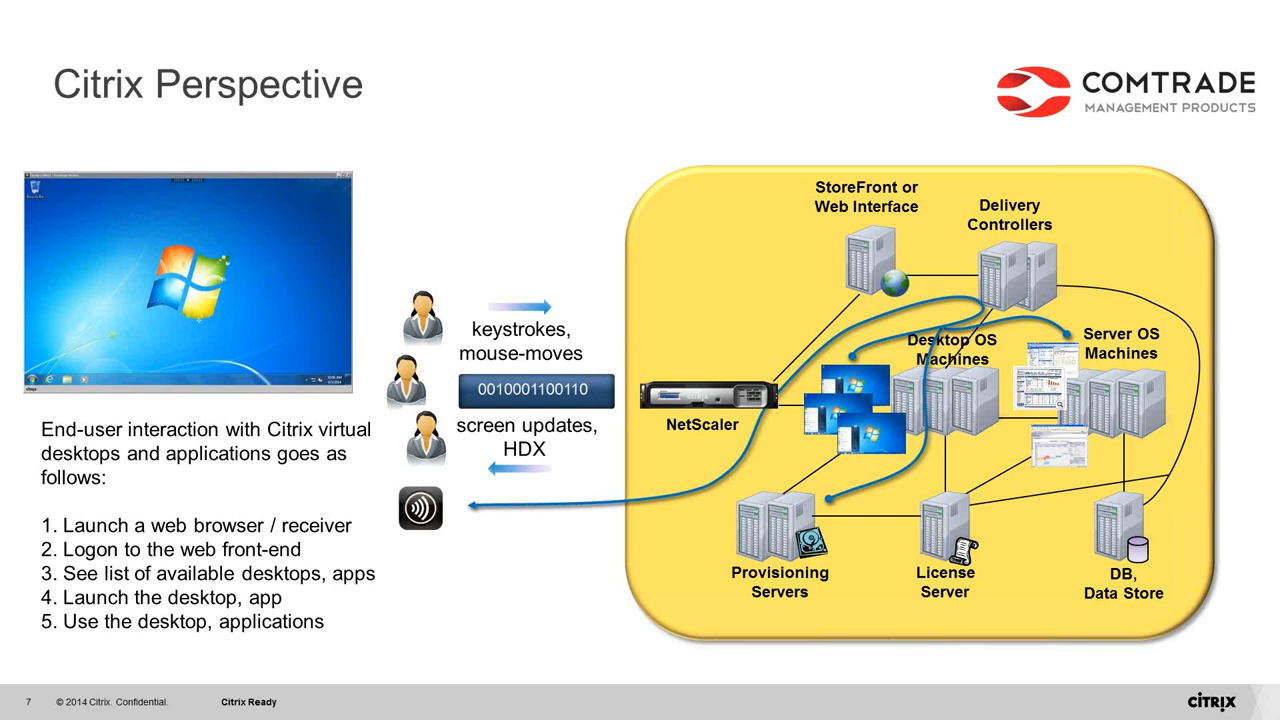 Citrix Perspective
COMTRADE
MANAGEMENT PRODUCTS
End-user interaction with Citrix virtual
desktops and applications goes as
follows:
1. Launch a web browser / receiver
2. Logon to the web front-end
3. See list of available desktops, apps
4. Launch the desktop, app
5. Use the desktop, applications
keystrokes,
mouse-moves
0010001100110
screen updates,
HDX
StoreFront or
Web Interface
Delivery
Controllers
Desktop OS
Machines
Server OS
Machines
NetScaler
Provisioning
Servers
License
Server
DB,
Data Store
7 © 2014 Citrix. Confidential. Citrix Ready
CITRIX